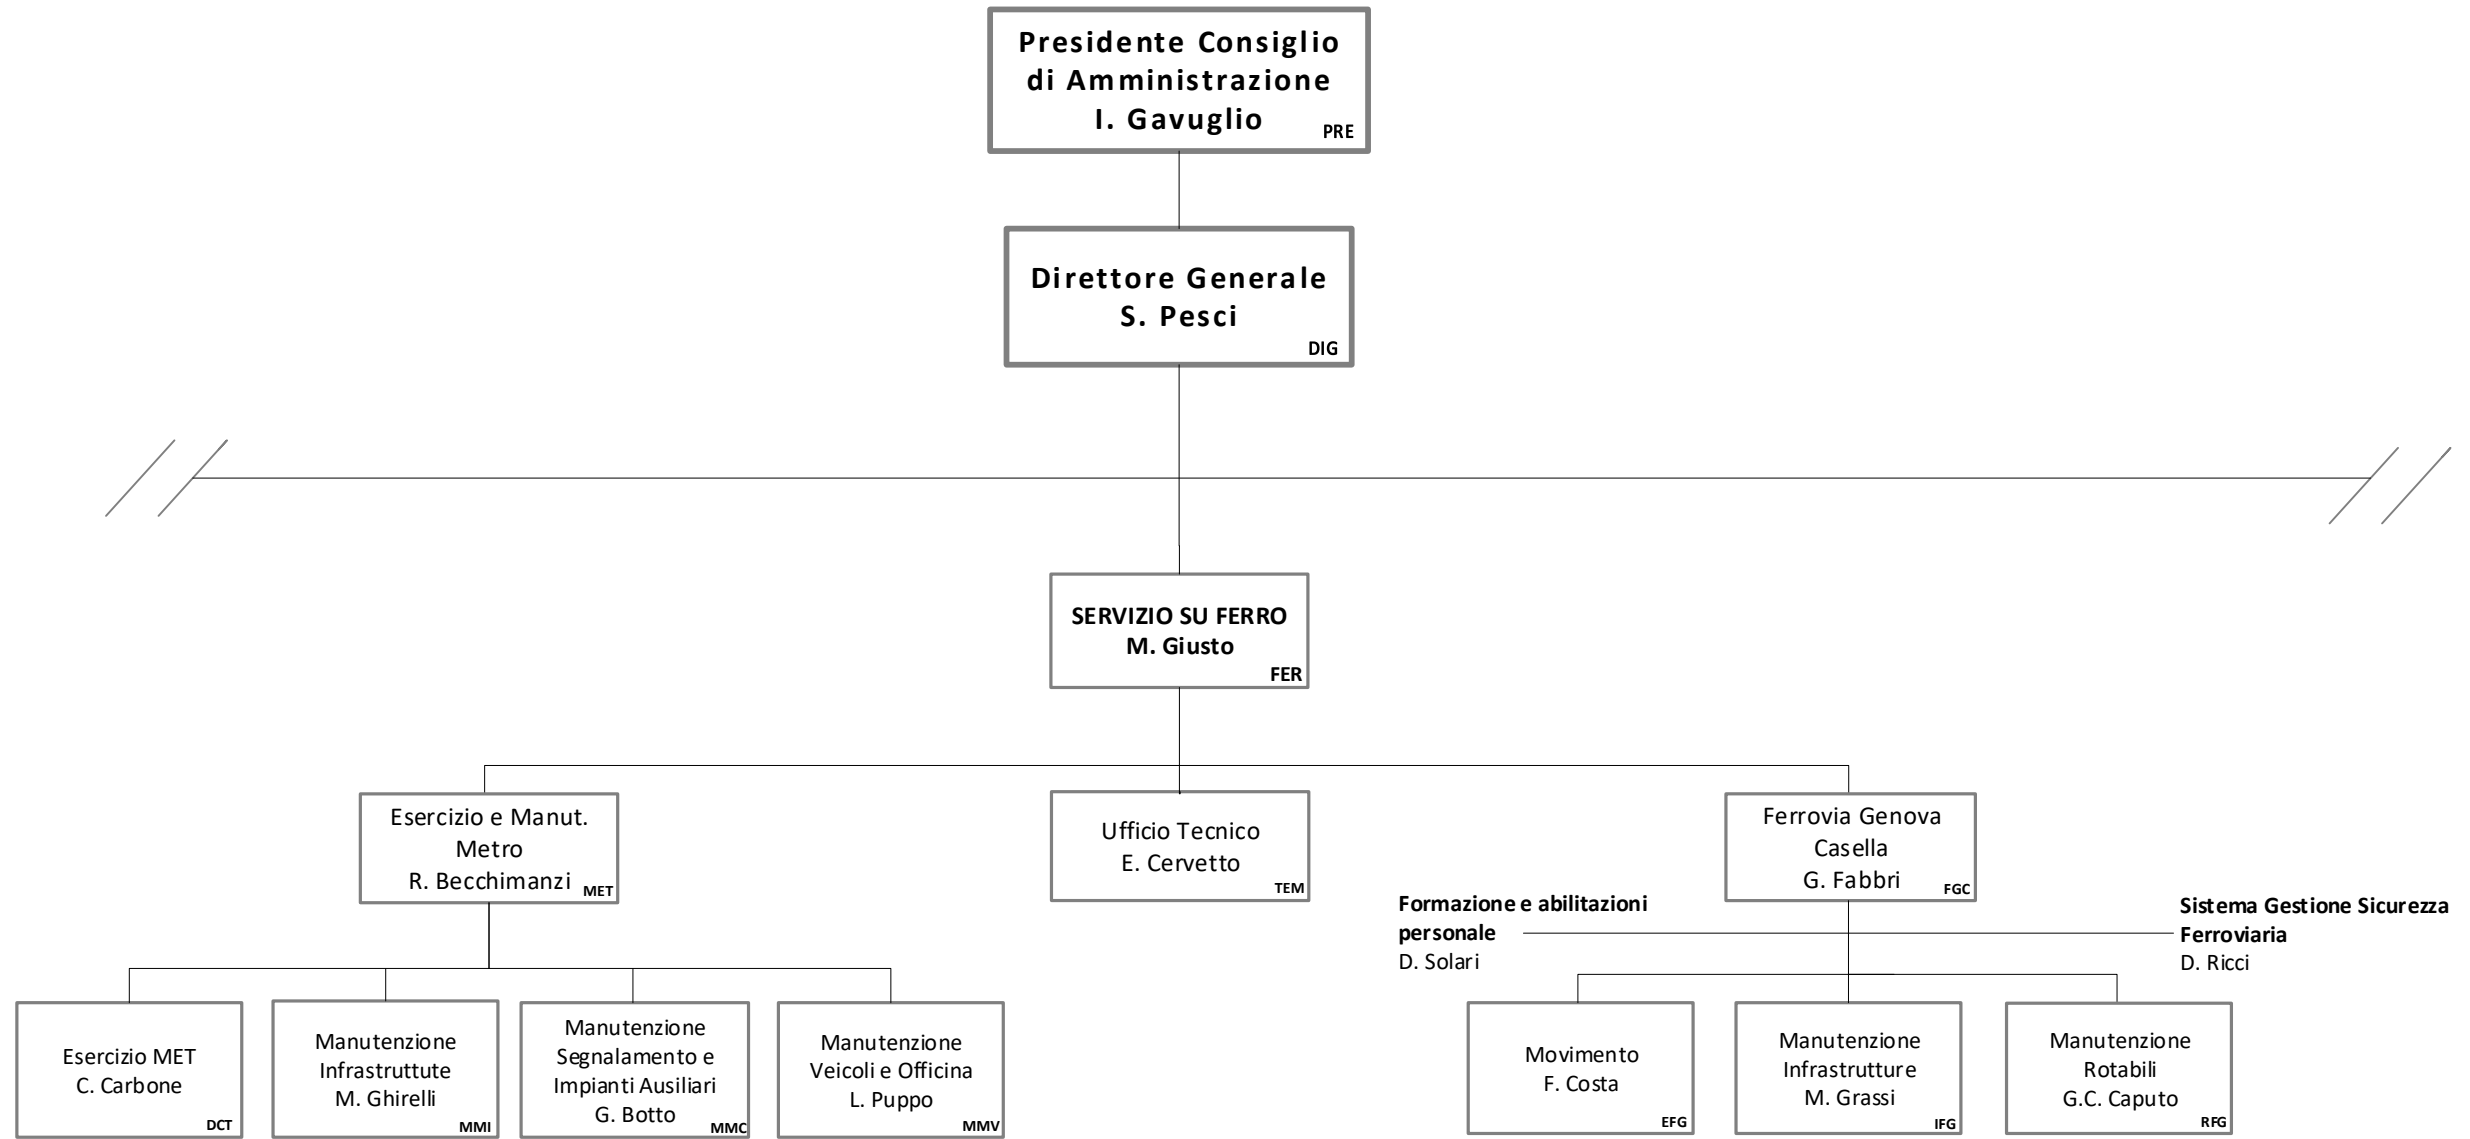 Presidente Consiglio
di Amministrazione
I. Gavuglio
PRE
Direttore Generale
S. Pesci
DIG
SERVIZIO SU FERRO
M. Giusto
FER
Esercizio e Manut.
Metro
R. Becchimanzi
MET
Ufficio Tecnico
E. Cervetto
TEM
Ferrovia Genova
Casella
G. Fabbri
FGC
Formazione e abilitazioni
personale
D. Solari
Sistema Gestione Sicurezza
Ferroviaria
D. Ricci
Esercizio MET
C. Carbone
DCT
Manutenzione
Infrastruttute
M. Ghirelli
MMI
Manutenzione
Segnalamento e
Impianti Ausiliari
G. Botto
MMC
Manutenzione
Veicoli e Officina
L. Puppo
MMV
Movimento
F. Costa
EFG
Manutenzione
Infrastrutture
M. Grassi
IFG
Manutenzione
Rotabili
G.C. Caputo
RFG